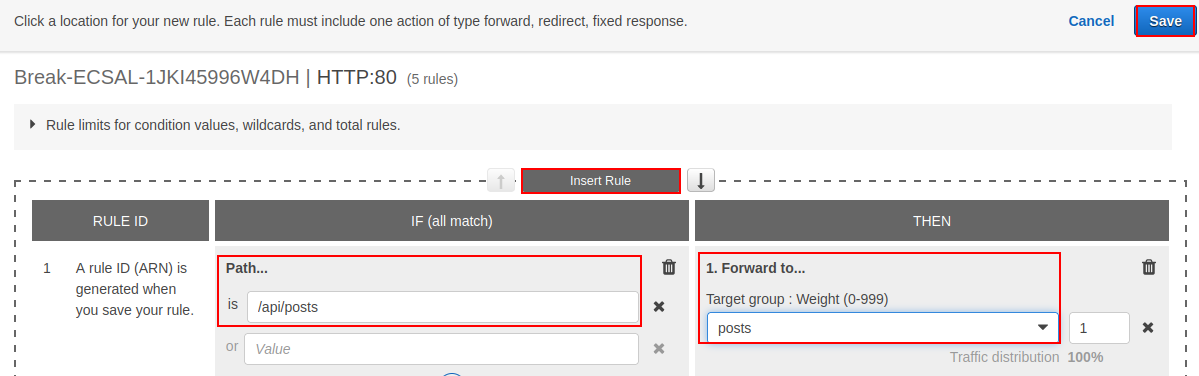 Click a location for your new rule. Each rule must include one action of type forward, redirect, fixed response.
Cancel
Save
Break-ECSAL-1JKI45996W4DH | HTTP:80 (5 rules)
Rule limits for condition values, wildcards, and total rules.
Insert Rule
RULE ID
IF (all match)
THEN
1
A rule ID (ARN) is
generated when
you save your rule.
Path...
is
/api/posts
or
Value
1. Forward to...
Target group : Weight (0-999)
posts
1
Traffic distribution 100%